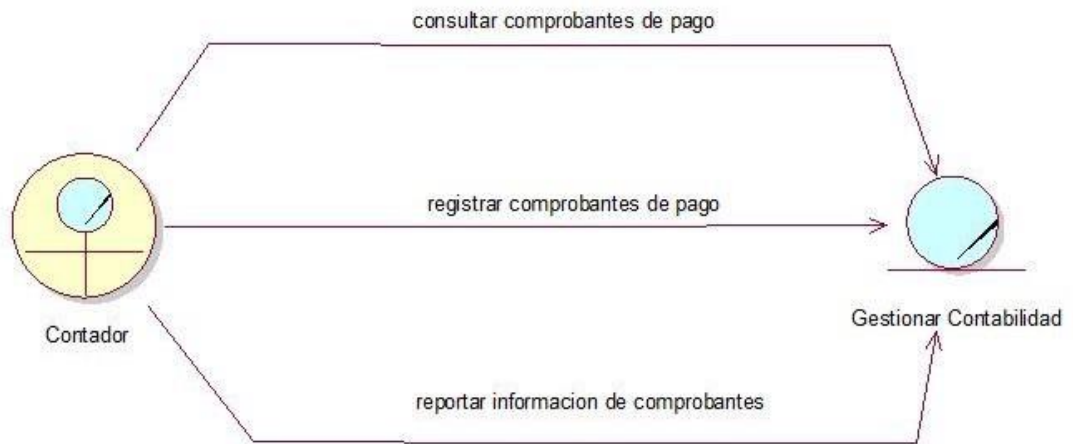 consultar comprobantes de pago
registrar comprobantes de pago
Contador
Gestionar Contabilidad
reportar informacion de comprobantes